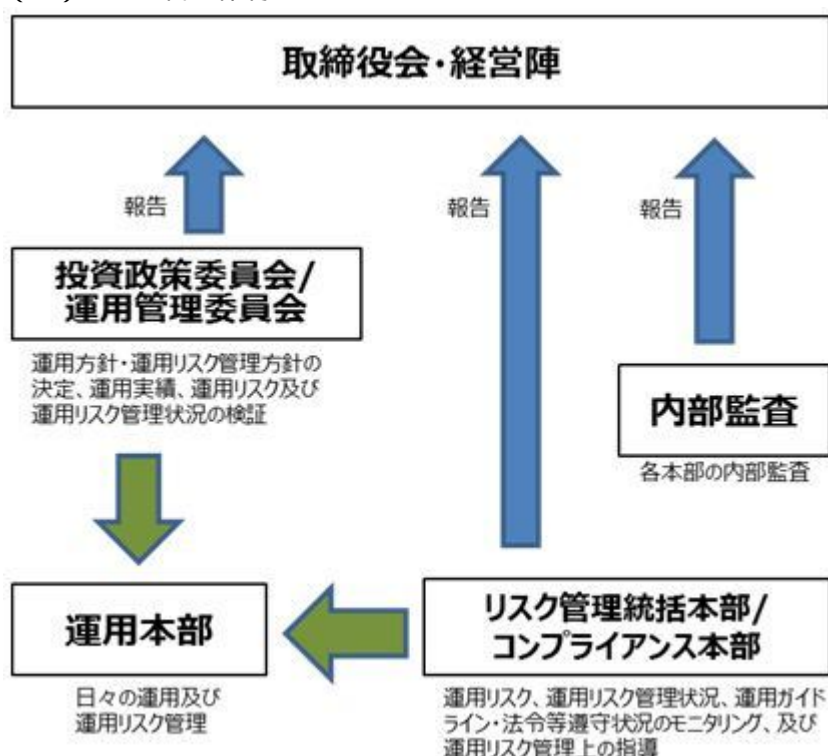 取締役会・経営陣
報告
報告
報告
投資政策委員会/
運用管理委員会
運用方針・運用リスク管理方針の
決定、運用実績、運用リスク及び
運用リスク管理状況の検証
内部監査
各本部の内部監査
運用本部
日々の運用及び
運用リスク管理
リスク管理統括本部/
コンプライアンス本部
運用リスク、運用リスク管理状況、運用ガイド
ライン・法令等遵守状況のモニタリング、及び
運用リスク管理上の指導